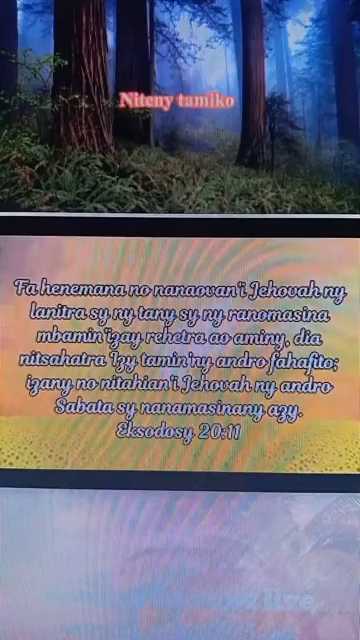 Niteny tamiko
Fa henemana no nanaovan'i Jehovah ny
lanitra sy ny tany sy ny ranomasina
mbamin'izay rehetra ao aminy, dia
nitsahatra Izy tamin'ny andro fahafito;
izany no nitahian'i Jehovah ny andro
Sabata sy nanamasinany azy.
Eksodosy 20:11